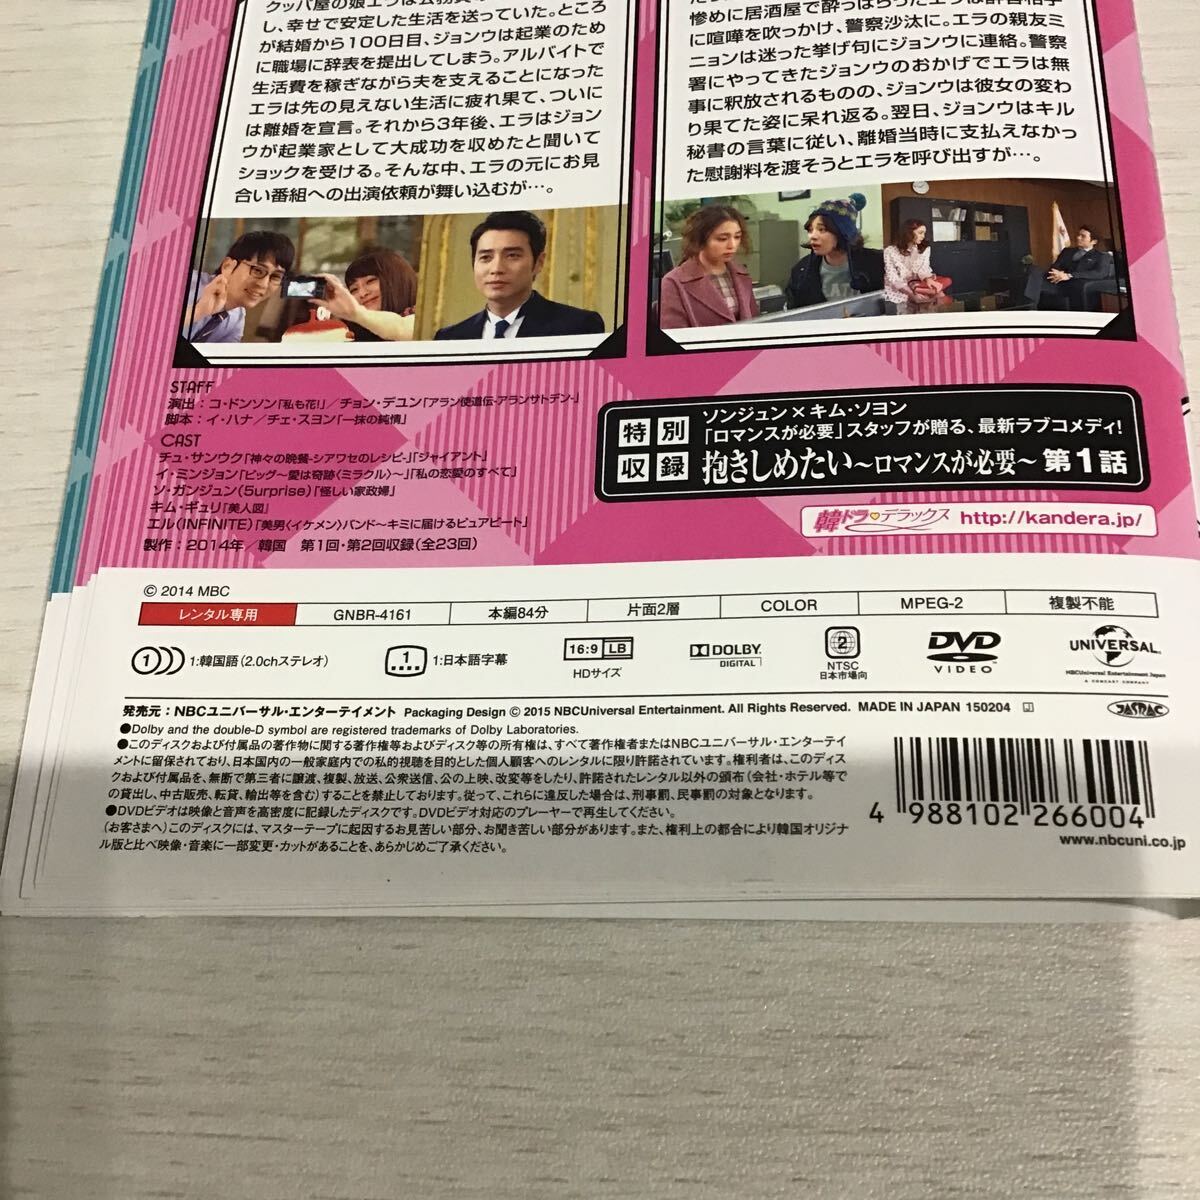 し、幸せで安定した生活を送っていた。ところ
が結婚から100日目、ジョンウは起業のため
に職場に辞表を提出してしまう。アルバイトで
生活費を稼ぎながら夫を支えることになった
エラは先の見えない生活に疲れ果て、ついに
は離婚を宣言。それから3年後、エラはジョン
ウが起業家として大成功を収めたと聞いて
ショックを受ける。そんな中、エラの元にお見
合い番組への出演依頼が舞い込むが…。
惨めに居酒屋で酔っぱらったエラは許容相手
に喧嘩を吹っかけ、警察沙汰に。エラの親友ミ
ニョンは迷った挙げ句にジョンウに連絡。警察
署にやってきたジョンウのおかげでエラは無
事に釈放されるものの、ジョンウは彼女の変わ
り果てた姿に呆れ返る。翌日、ジョンウはキル
秘書の言葉に従い、離婚当時に支払えなかっ
た慰謝料を渡そうとエラを呼び出すが…。
STAFF
演出：コ・ドンソン「私も花！」／チョン・デユン「アラン使道伝-アランサトデン-」
脚本：イ・ハナ／チェ・スヨン「一抹の純情」
CAST
チュ・サンウク「神々の晩餐-シアワセのレシピ-」「ジャイアント」
イ・ミンジョン「ビッグ～愛は奇跡〈ミラクル〉～」「私の恋愛のすべて」
ソ・ガンジュン（5urprise）「怪しい家政婦」
キム・ギュリ「美人図」
エル（INFINITE）「美男〈イケメン〉バンド～キミに届けるピュアビート」
製作：2014年／韓国 第1回・第2回収録（全23回）
特別収録
ソンジュン×キム・ソヨン
「ロマンスが必要」スタッフが贈る、最新ラブコメディ！
抱きしめたい～ロマンスが必要～ 第1話
韓ドラ♥デラックス http://kandera.jp/
© 2014 MBC
レンタル専用 GNBR-4161 本編84分 片面2層 COLOR MPEG-2 複製不能
1 1:韓国語（2.0chステレオ）
1 1:日本語字幕
16:9 LB
HDサイズ
DOLBY DIGITAL
2
NTSC
日本市場向
DVD VIDEO
UNIVERSAL
NBCUniversal Entertainment Japan
A COMCAST COMPANY
発売元：NBCユニバーサル・エンターテイメント Packaging Design © 2015 NBCUniversal Entertainment. All Rights Reserved. MADE IN JAPAN 150204 J
JASRAC
●Dolby and the double-D symbol are registered trademarks of Dolby Laboratories.
●このディスクおよび付属品の著作物に関する著作権等およびディスク等の所有権は、すべて著作権者またはNBCユニバーサル・エンターテイ
メントに留保されており、日本国内の一般家庭内での私的視聴を目的とした個人顧客へのレンタルに限り許諾されています。権利者は、このディス
クおよび付属品を、無断で第三者に譲渡、複製、放送、公衆送信、公の上映、改変等をしたり、許諾されたレンタル以外の頒布（会社・ホテル等で
の貸出し、中古販売、転貸、輸出等を含む）することを禁止しております。従って、これらに違反した場合は、刑事罰、民事罰の対象となります。
●DVDビデオは映像と音声を高密度に記録したディスクです。DVDビデオ対応のプレーヤーで再生してください。
（お客さまへ）このディスクには、マスターテープに起因するお見苦しい部分、お聞き苦しい部分があります。また、権利上の都合により韓国オリジナ
ル版と比べ映像・音楽に一部変更・カットがあることを、あらかじめご了承ください。
4 988102 266004
www.nbcuni.co.jp